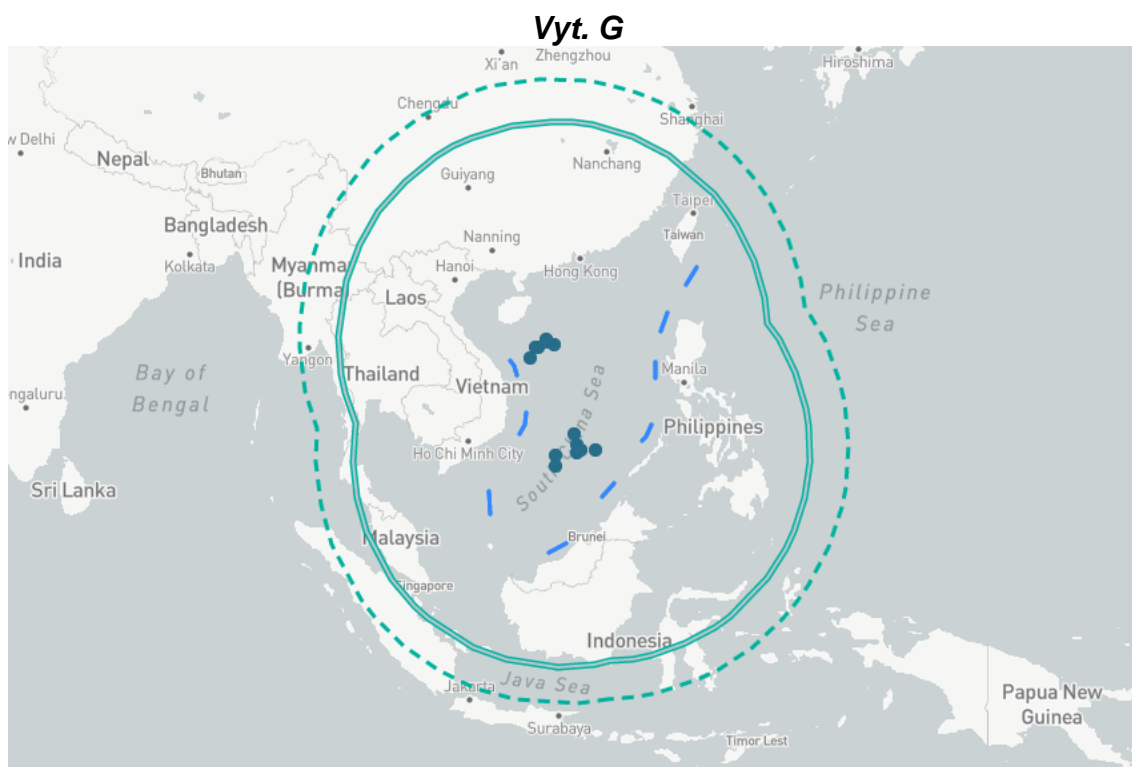 Vyt. G
Zhengzhou
Xi'an
Hiroshima
Chengdu
Shanghai
w Delhi
Nepal
Nanchang
Bhutan
Guiyang
Taipei
Bangladesh
Taiwan
Nanning
India
Kolkata
Myanma
(Burma)
Hanoi
Hong Kong
Laos
Philippine
Sea
Yangon
Bay of
Bengal
Thailand
Vietnam
Manila
engaluru
South China Sea
Philippines
Ho Chi Minh City
Sri Lanka
Malaysia
Brunei
Singapore
Indonesia
Java Sea
Jakarta
Papua New
Guinea
Surabaya
Timor Lest